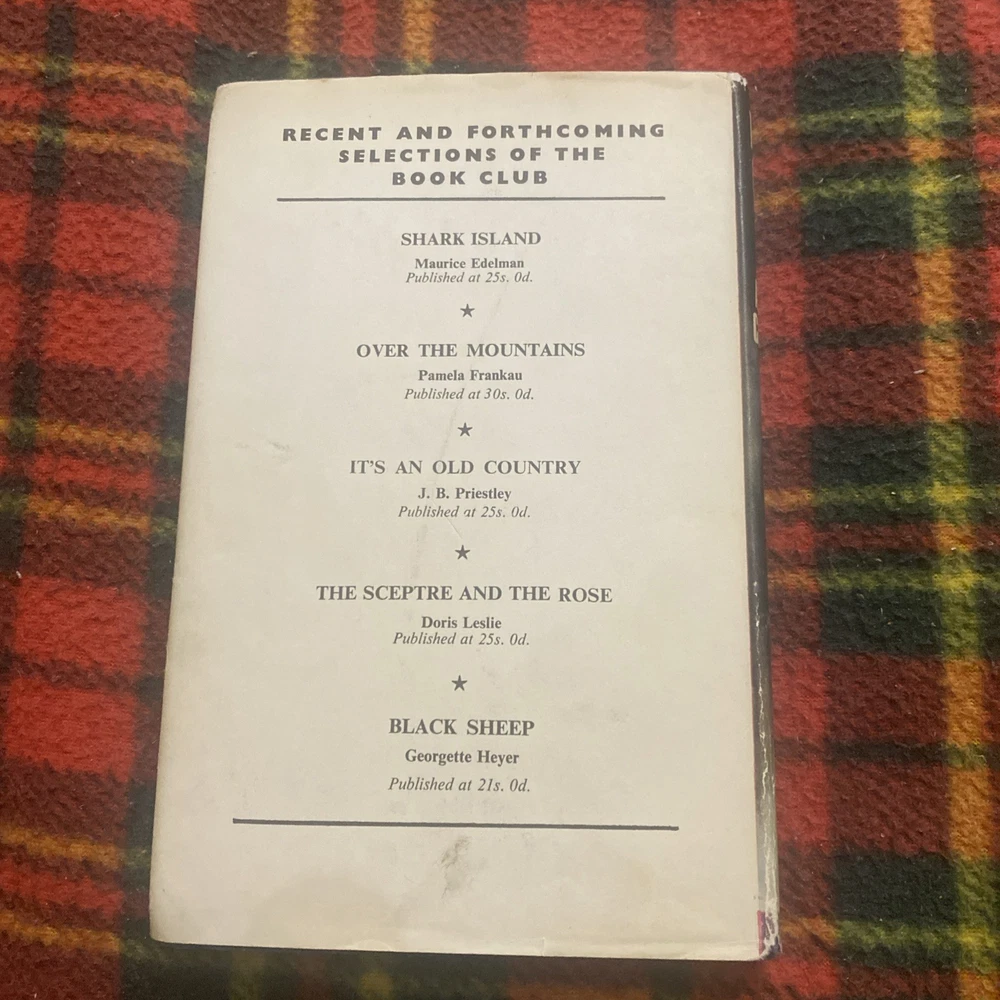 RECENT AND FORTHCOMING
SELECTIONS OF THE
BOOK CLUB
SHARK ISLAND
Maurice Edelman
Published at 25s. 0d.
★
OVER THE MOUNTAINS
Pamela Frankau
Published at 30s. 0d.
★
IT'S AN OLD COUNTRY
J. B. Priestley
Published at 25s. 0d.
★
THE SCEPTRE AND THE ROSE
Doris Leslie
Published at 25s. 0d.
★
BLACK SHEEP
Georgette Heyer
Published at 21s. 0d.